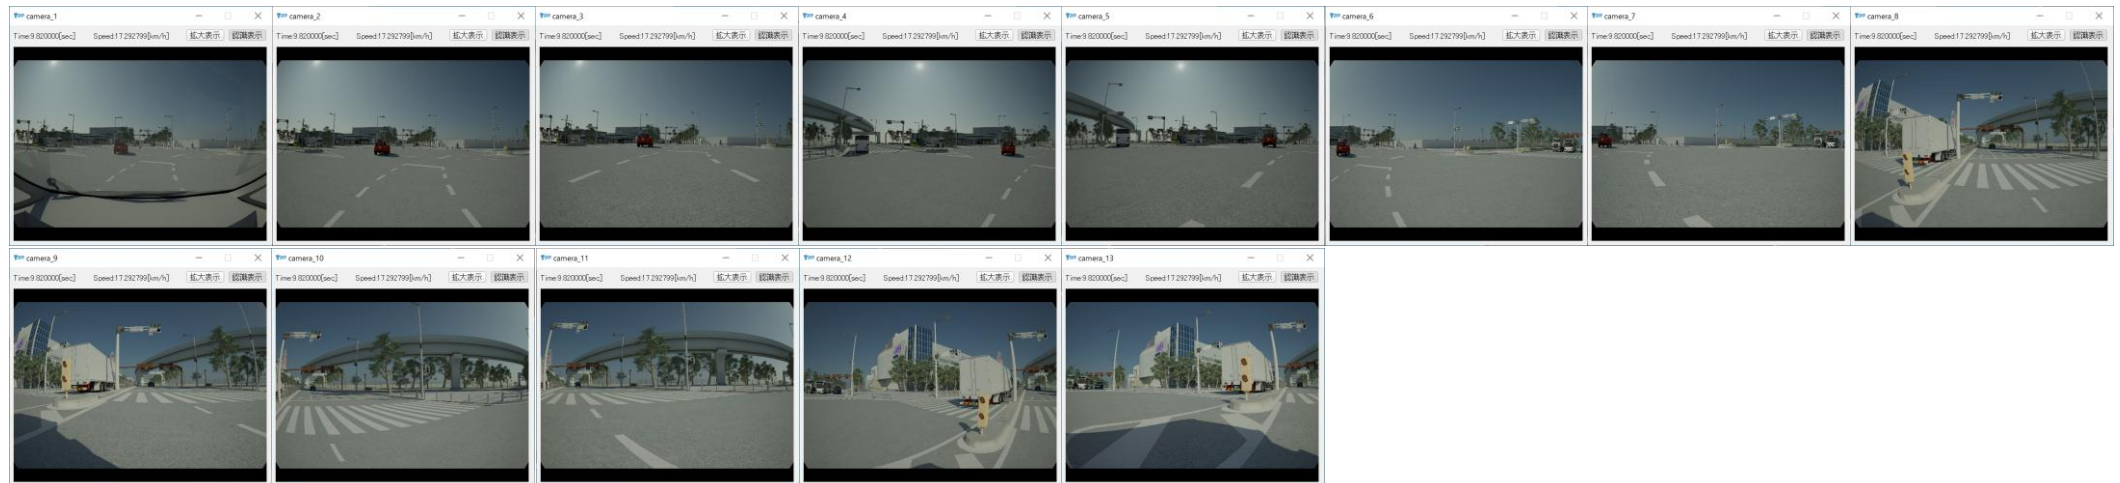 camera_1
Time:9.820000[sec] Speed:17.292799[km/h] 拡大表示 認識表示
camera_2
Time:9.820000[sec] Speed:17.292799[km/h] 拡大表示 認識表示
camera_3
Time:9.820000[sec] Speed:17.292799[km/h] 拡大表示 認識表示
camera_4
Time:9.820000[sec] Speed:17.292799[km/h] 拡大表示 認識表示
camera_5
Time:9.820000[sec] Speed:17.292799[km/h] 拡大表示 認識表示
camera_6
Time:9.820000[sec] Speed:17.292799[km/h] 拡大表示 認識表示
camera_7
Time:9.820000[sec] Speed:17.292799[km/h] 拡大表示 認識表示
camera_8
Time:9.820000[sec] Speed:17.292799[km/h] 拡大表示 認識表示
camera_9
Time:9.820000[sec] Speed:17.292799[km/h] 拡大表示 認識表示
camera_10
Time:9.820000[sec] Speed:17.292799[km/h] 拡大表示 認識表示
camera_11
Time:9.820000[sec] Speed:17.292799[km/h] 拡大表示 認識表示
camera_12
Time:9.820000[sec] Speed:17.292799[km/h] 拡大表示 認識表示
camera_13
Time:9.820000[sec] Speed:17.292799[km/h] 拡大表示 認識表示